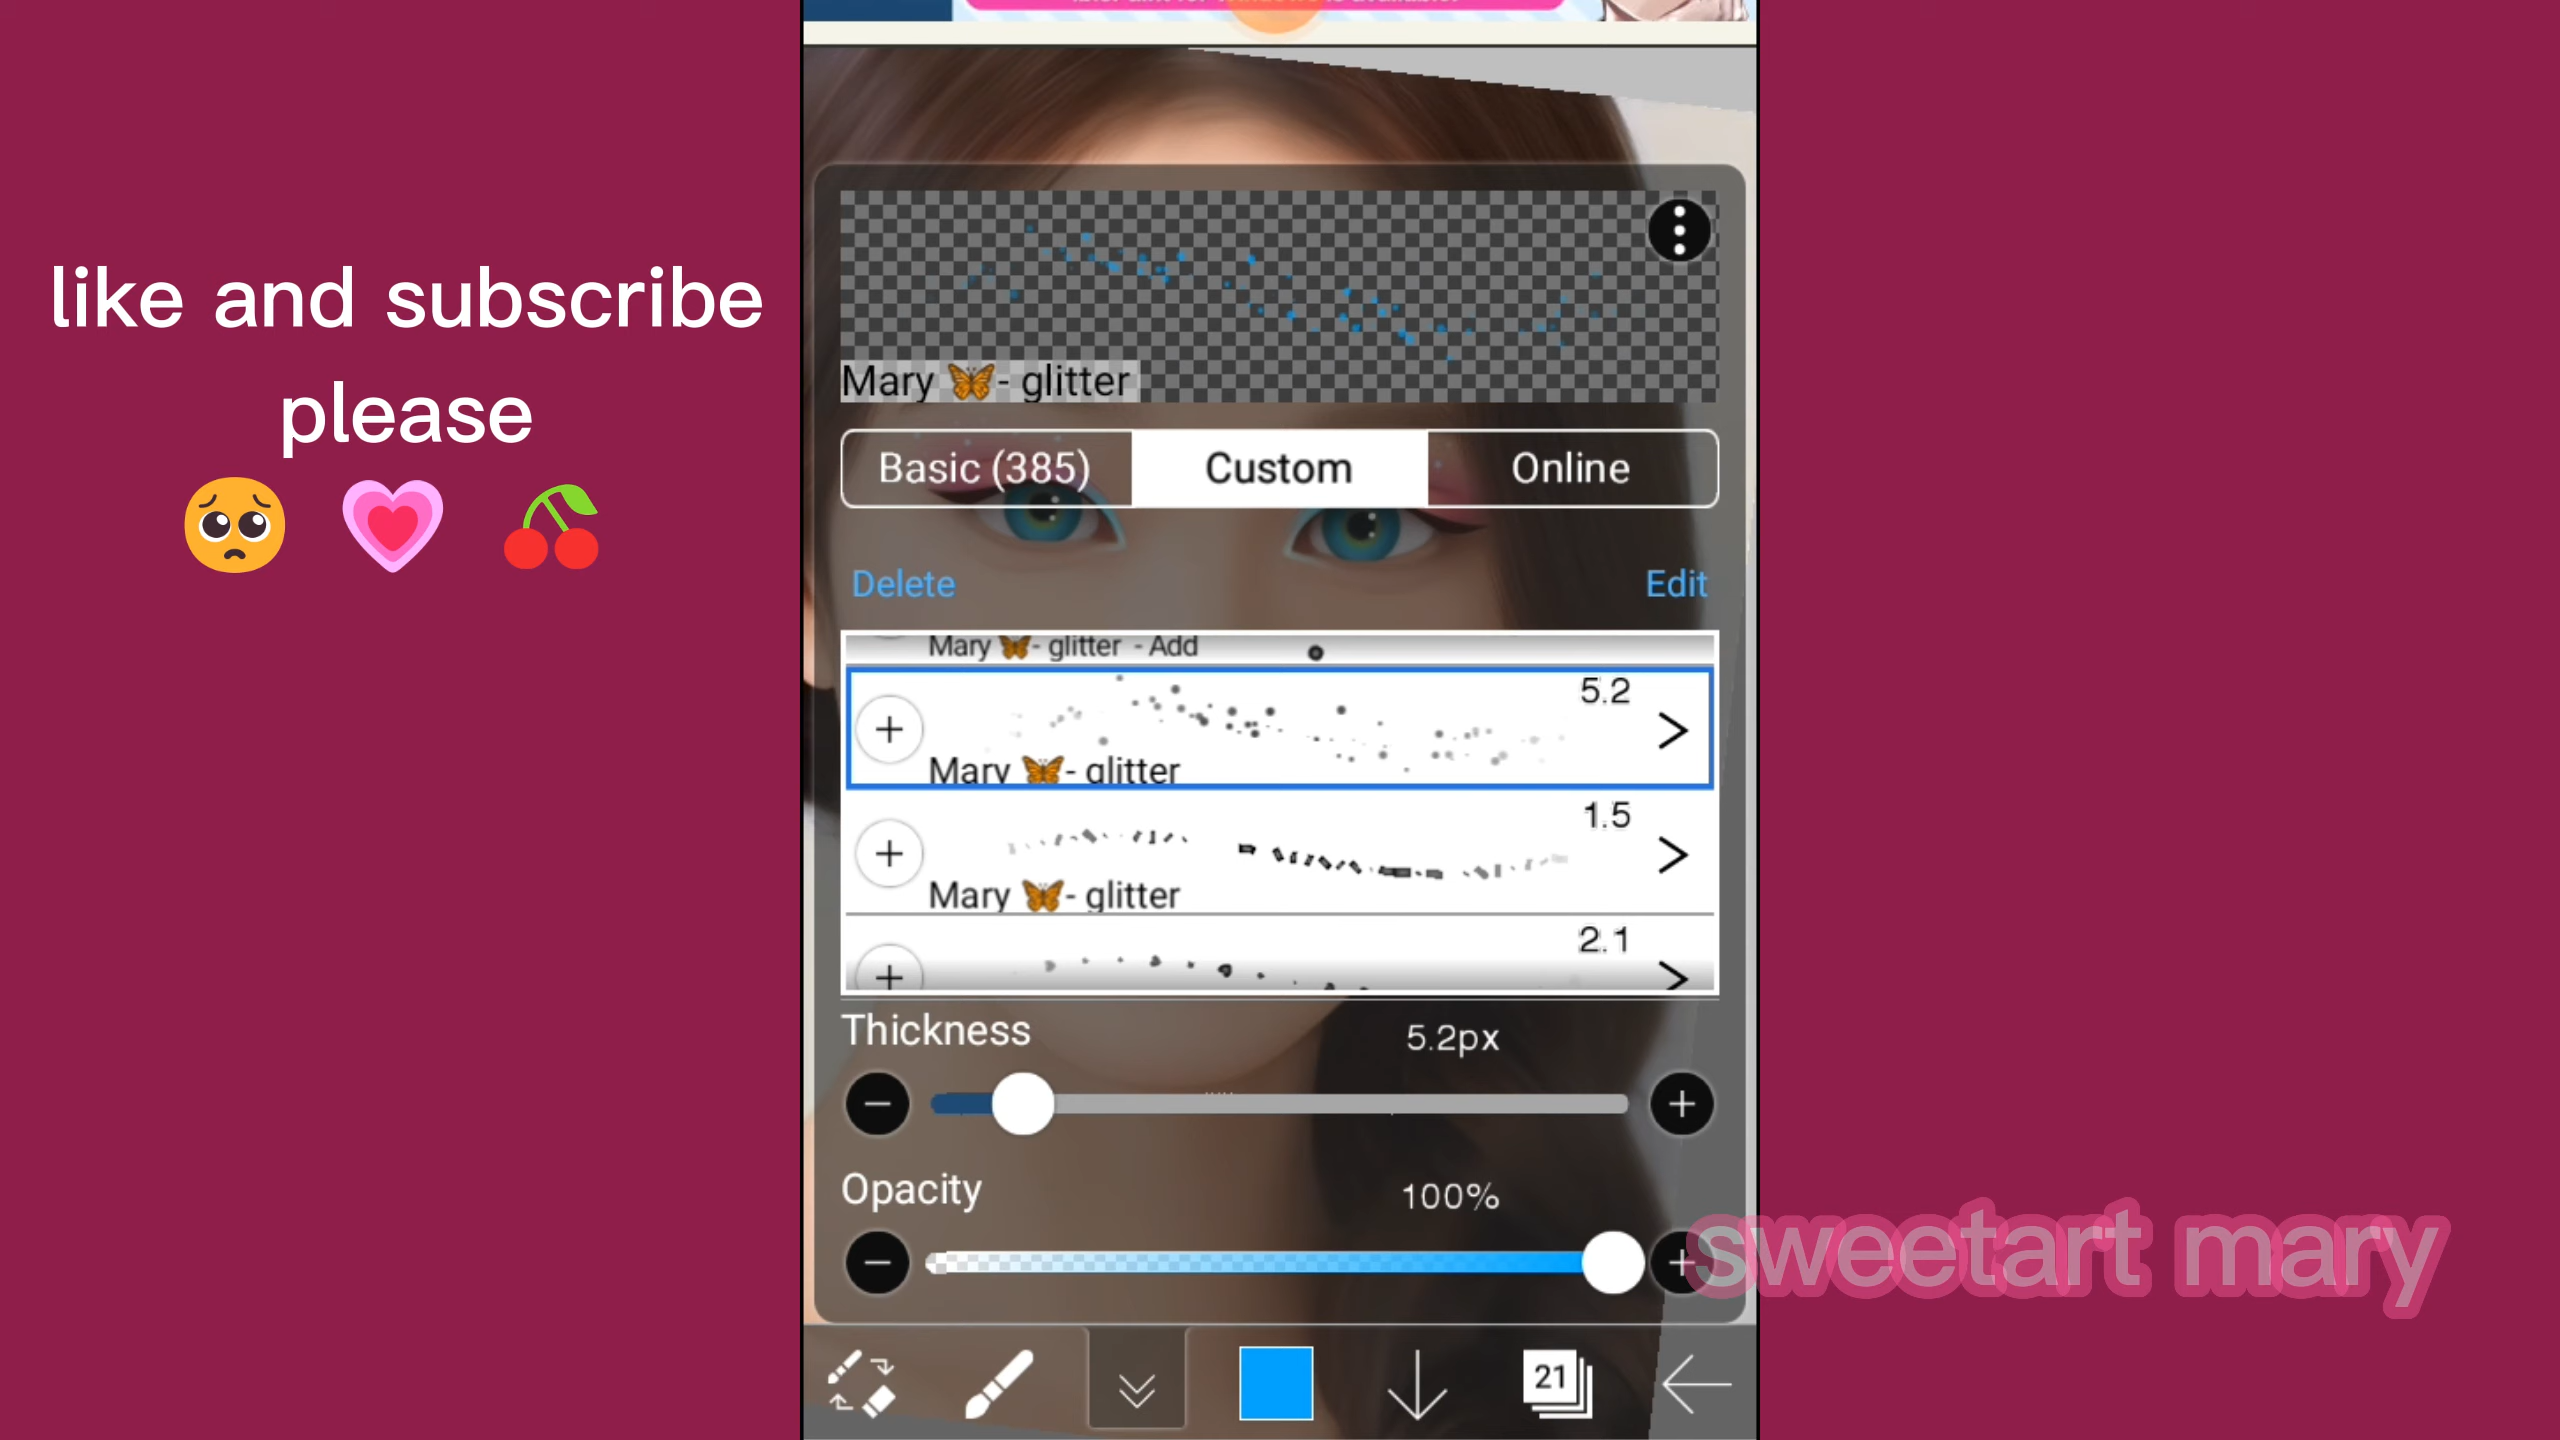 like and subscribe
please
Mary 🦋- glitter
Basic (385)
Custom
Online
Delete
Edit
Mary 🦋- glitter - Add
5.2
Mary 🦋- glitter
1.5
Mary 🦋- glitter
2.1
Thickness
5.2px
Opacity
100%
sweetart mary
21